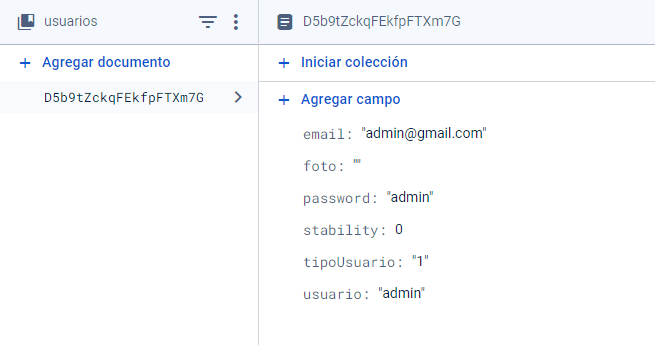 usuarios
D5b9tZckqFEkfpFTXm7G
+ Agregar documento
+ Iniciar colección
D5b9tZckqFEkfpFTXm7G
+ Agregar campo
email: "admin@gmail.com"
foto: ""
password: "admin"
stability: 0
tipoUsuario: "1"
usuario: "admin"